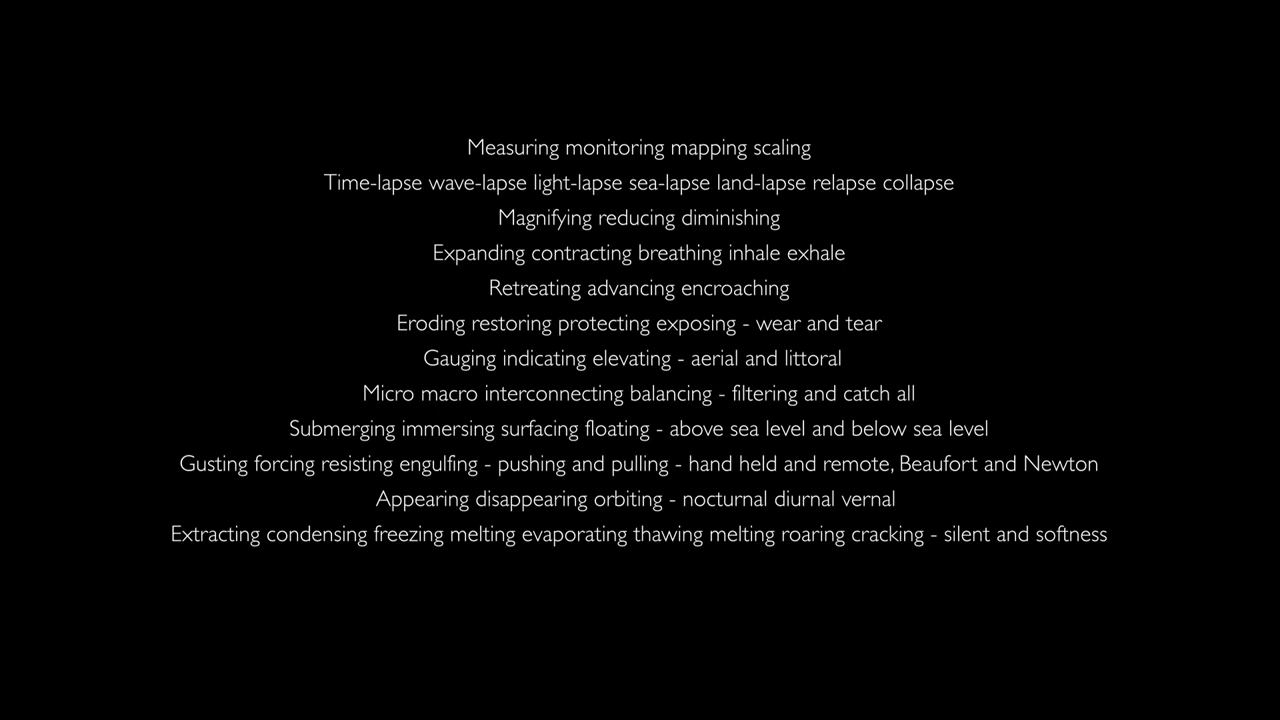 Measuring monitoring mapping scaling
Time-lapse wave-lapse light-lapse sea-lapse land-lapse relapse collapse
Magnifying reducing diminishing
Expanding contracting breathing inhale exhale
Retreating advancing encroaching
Eroding restoring protecting exposing - wear and tear
Gauging indicating elevating - aerial and littoral
Micro macro interconnecting balancing - filtering and catch all
Submerging immersing surfacing floating - above sea level and below sea level
Gusting forcing resisting engulfing - pushing and pulling - hand held and remote, Beaufort and Newton
Appearing disappearing orbiting - nocturnal diurnal vernal
Extracting condensing freezing melting evaporating thawing melting roaring cracking - silent and softness